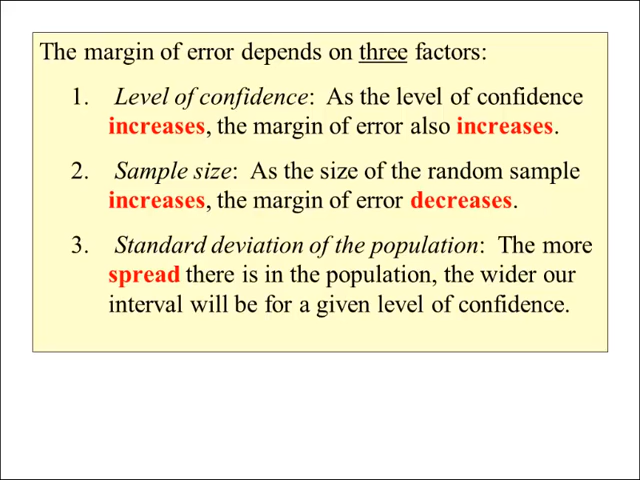 The margin of error depends on three factors:
1. Level of confidence: As the level of confidence
increases, the margin of error also increases.
2. Sample size: As the size of the random sample
increases, the margin of error decreases.
3. Standard deviation of the population: The more
spread there is in the population, the wider our
interval will be for a given level of confidence.